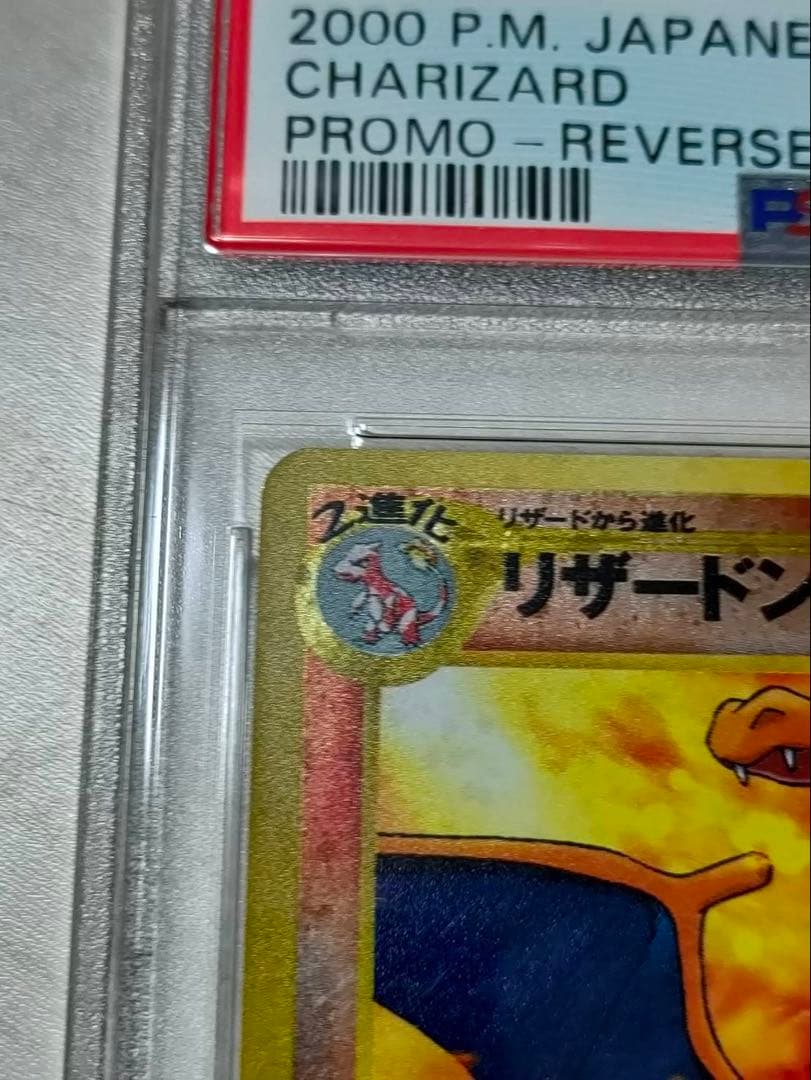 2000 P.M. JAPANE
CHARIZARD
PROMO - REVERSE
PS
2進化
リザードから進化
リザードン